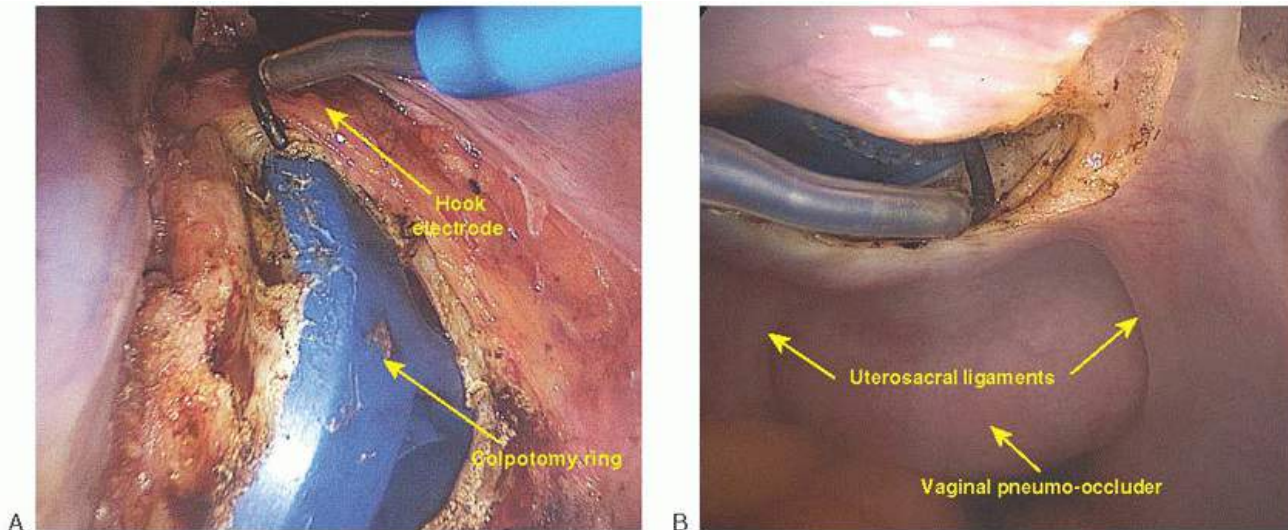 Hook
electrode
Colpotomy ring
A
Uterosacral ligaments
Vaginal pneumo-occluder
B